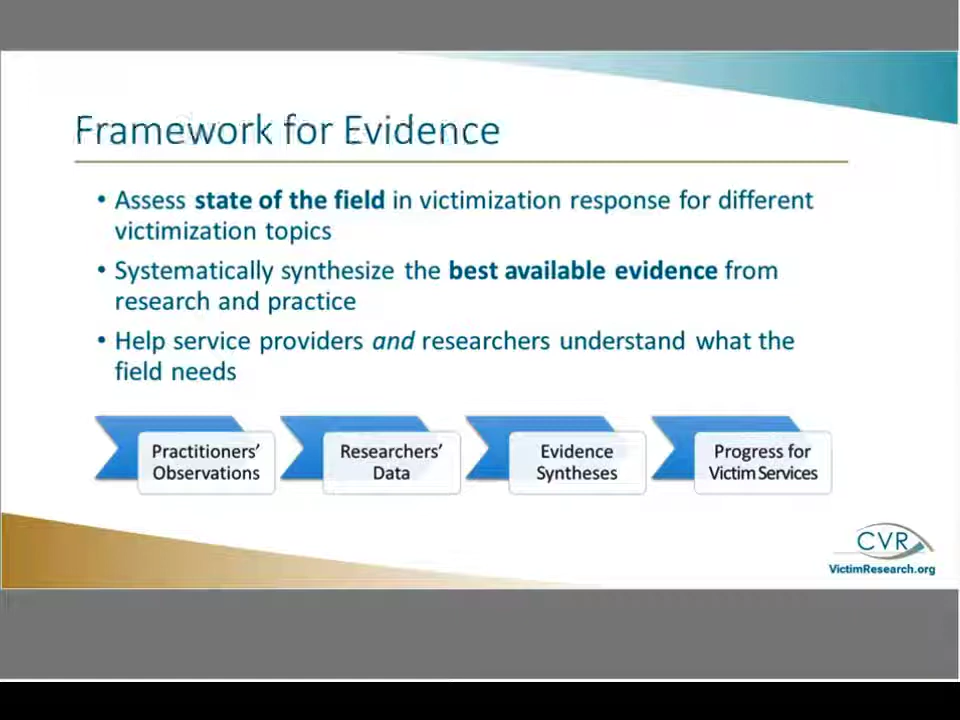 Framework for Evidence
• Assess state of the field in victimization response for different
victimization topics
• Systematically synthesize the best available evidence from
research and practice
• Help service providers and researchers understand what the
field needs
Practitioners’
Observations
Researchers’
Data
Evidence
Syntheses
Progress for
Victim Services
CVR
VictimResearch.org